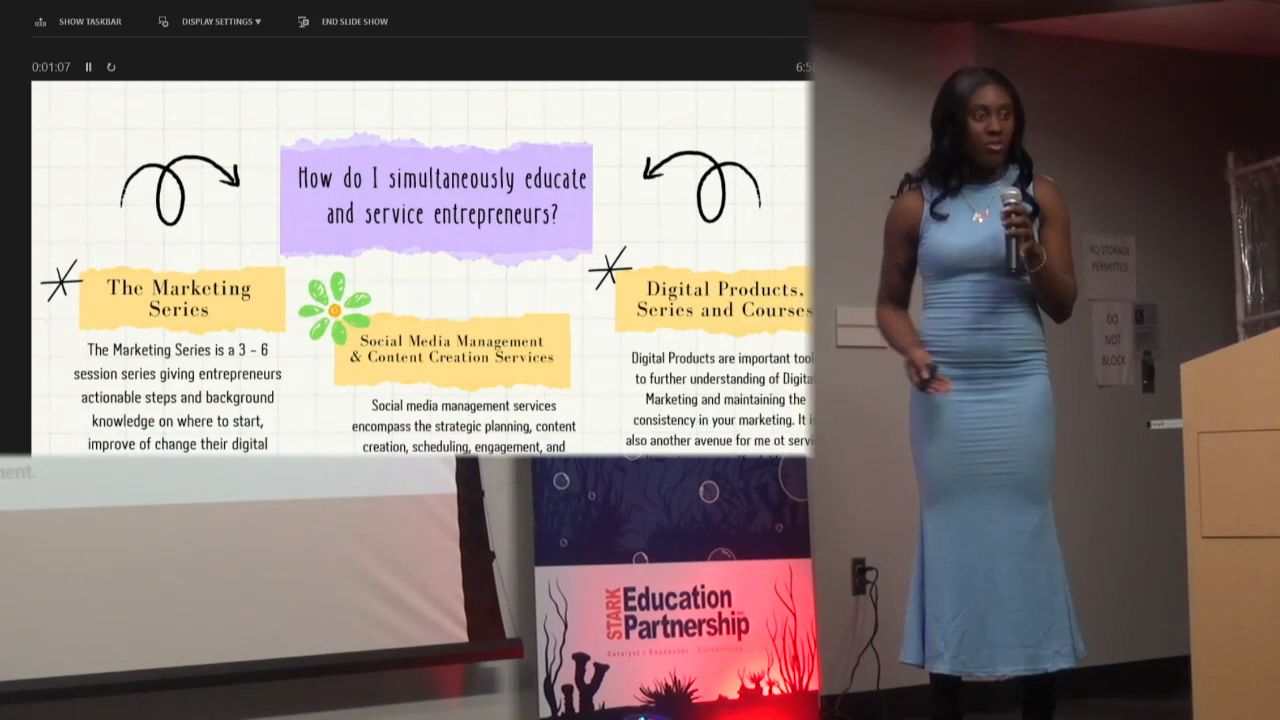 SHOW TASKBAR
DISPLAY SETTINGS
END SLIDE SHOW
0:01:07
How do I simultaneously educate
and service entrepreneurs?
The Marketing
Series
The Marketing Series is a 3 - 6
session series giving entrepreneurs
actionable steps and background
knowledge on where to start,
improve of change their digital
Social Media Management
& Content Creation Services
Social media management services
encompass the strategic planning, content
creation, scheduling, engagement, and
Digital Products,
Series and Courses
Digital Products are important
to further understanding of
Marketing and maintaining the
consistency in your marketing. It
also another avenue for me ot
NO STORAGE
PERMITTED
DO
NOT
BLOCK
STARK
Education
Partnership